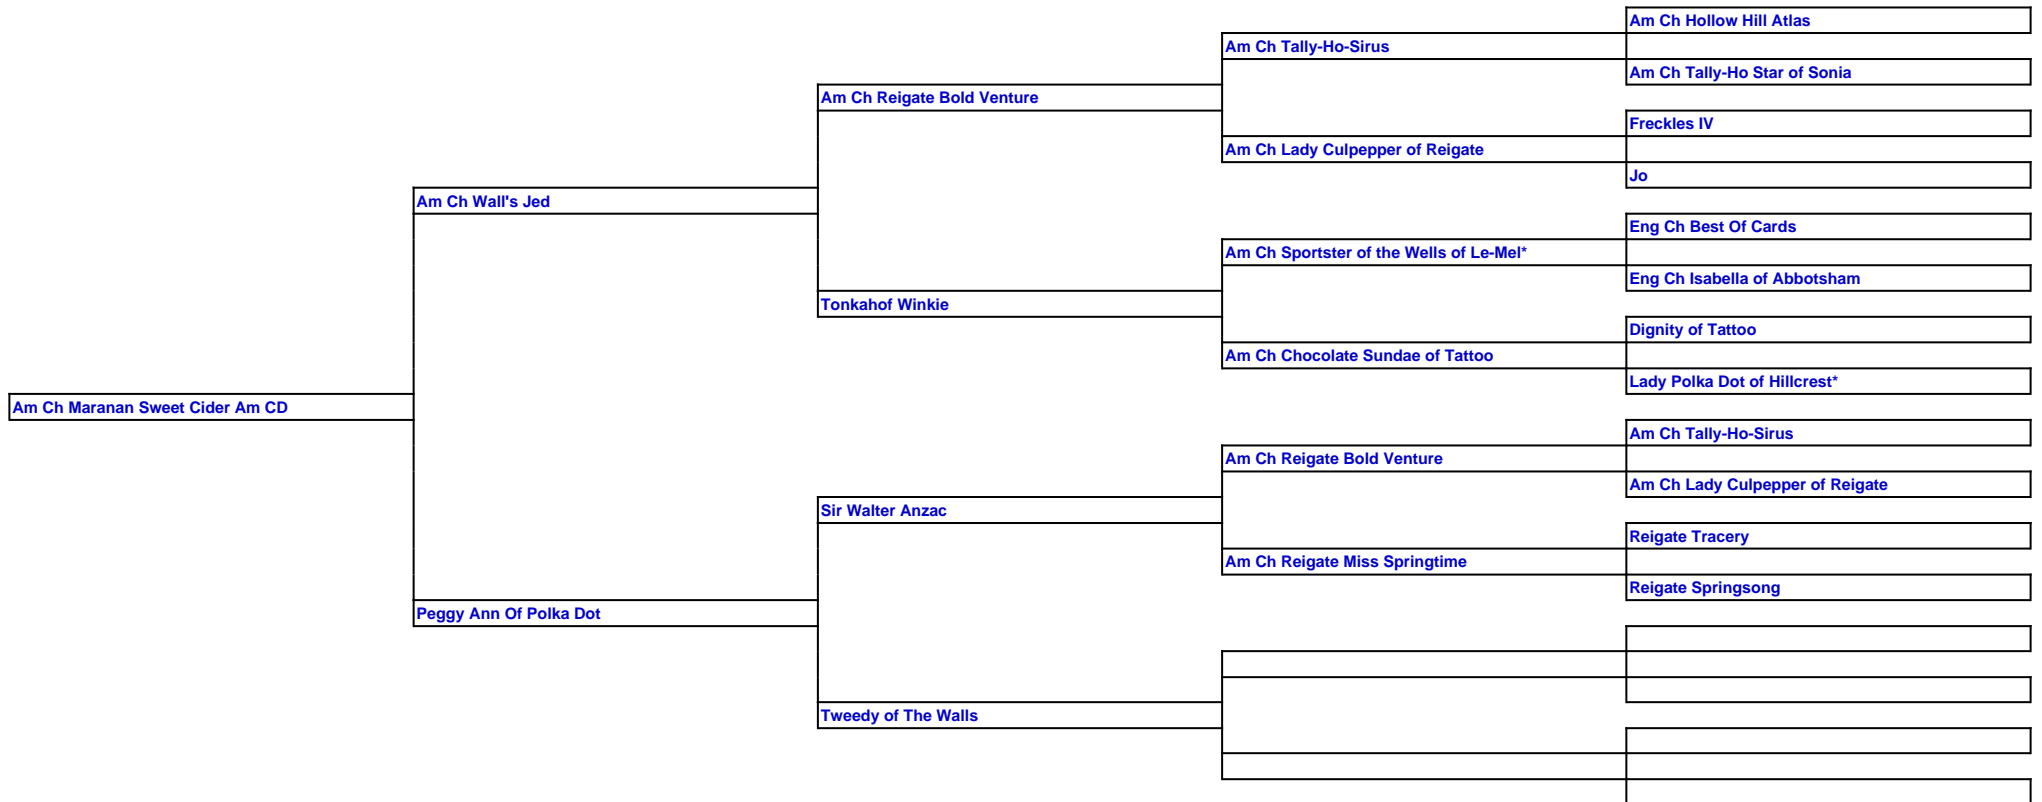 Am Ch Hollow Hill Atlas
Am Ch Tally-Ho-Sirus
Am Ch Tally-Ho Star of Sonia
Am Ch Reigate Bold Venture
Freckles IV
Am Ch Lady Culpepper of Reigate
Jo
Am Ch Wall's Jed
Eng Ch Best Of Cards
Am Ch Sportster of the Wells of Le-Mel*
Eng Ch Isabella of Abbotsham
Tonkahof Winkie
Dignity of Tattoo
Am Ch Chocolate Sundae of Tattoo
Lady Polka Dot of Hillcrest*
Am Ch Maranan Sweet Cider Am CD
Am Ch Tally-Ho-Sirus
Am Ch Reigate Bold Venture
Am Ch Lady Culpepper of Reigate
Sir Walter Anzac
Reigate Tracery
Am Ch Reigate Miss Springtime
Reigate Springsong
Peggy Ann Of Polka Dot
Tweedy of The Walls